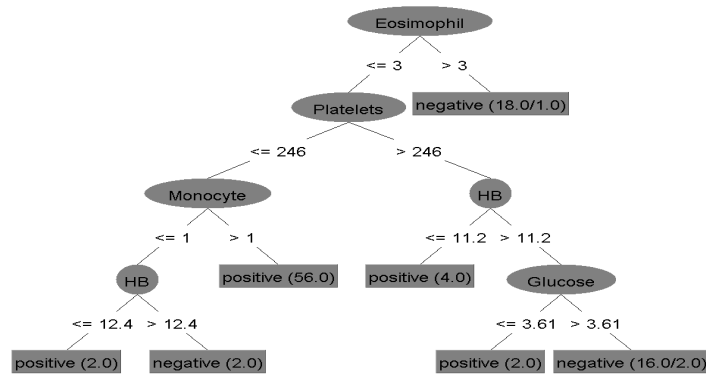 Eosimophil
<= 3 > 3
Platelets negative (18.0/1.0)
<= 246 > 246
Monocyte HB
<= 1 > 1 <= 11.2 > 11.2
HB positive (56.0) positive (4.0) Glucose
<= 12.4 > 12.4 <= 3.61 > 3.61
positive (2.0) negative (2.0) positive (2.0) negative (16.0/2.0)